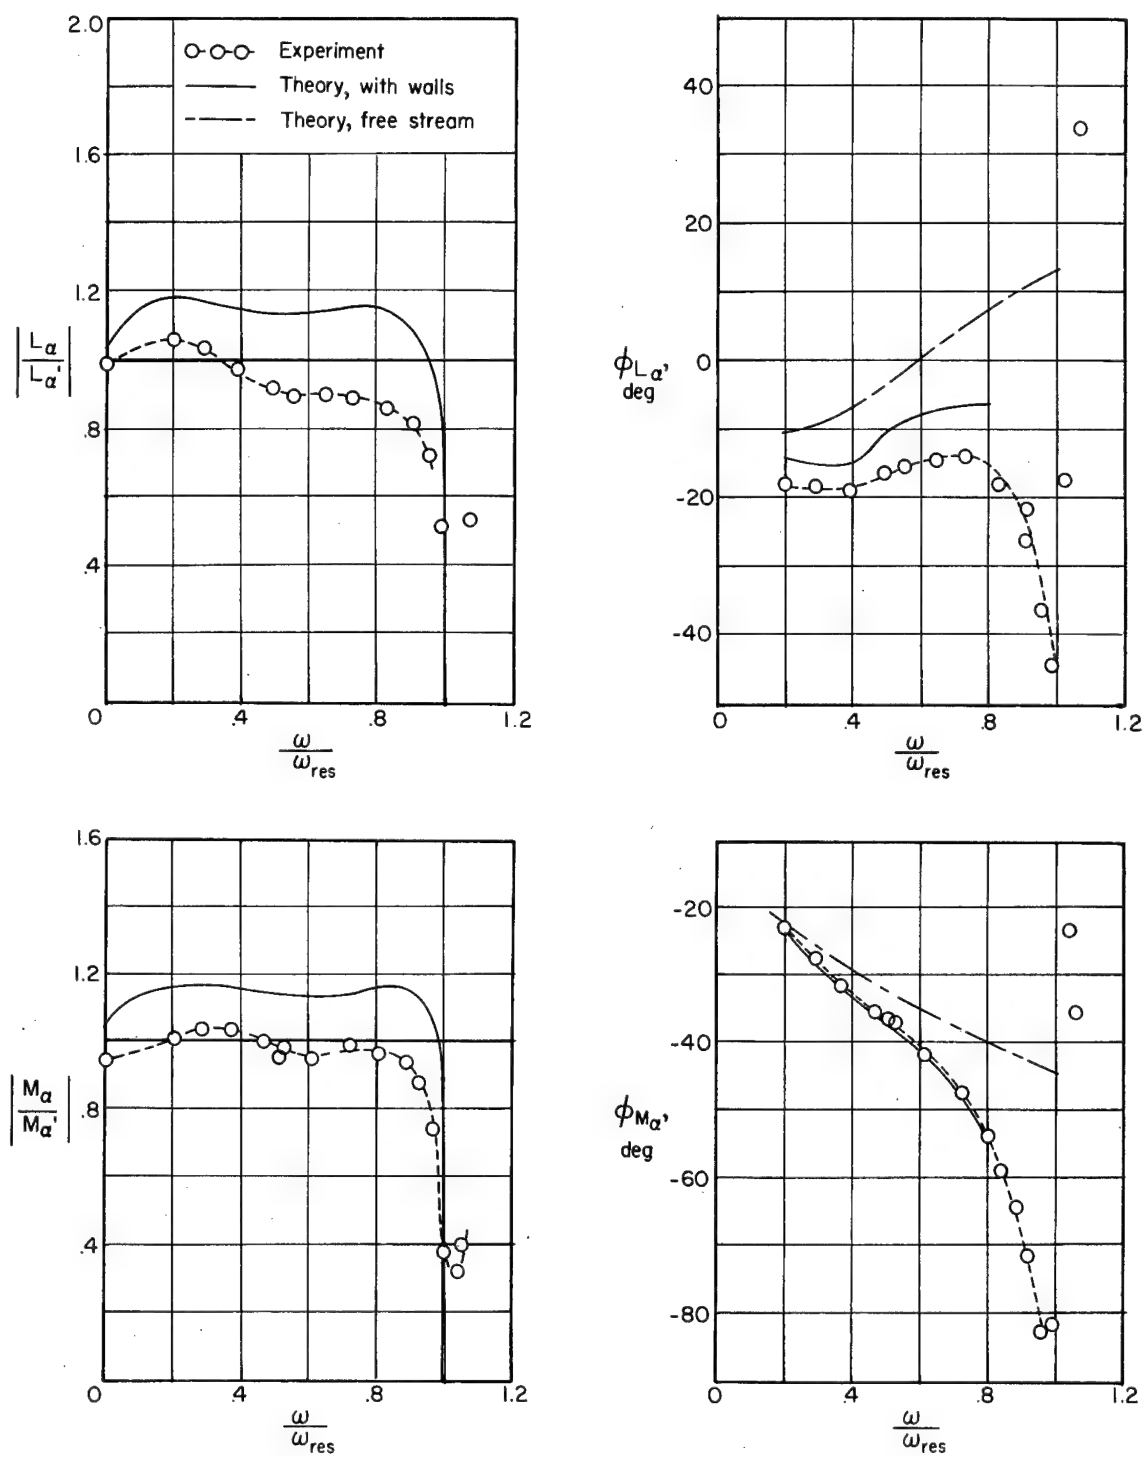 2.0
1.6
1.2
.8
.4
0 .4 .8 1.2
Experiment
Theory, with walls
Theory, free stream
|Lα/Lα'|
ω/ωres
40
20
0
-20
-40
0 .4 .8 1.2
ϕLα,
deg
ω/ωres
1.6
1.2
.8
.4
0 .4 .8 1.2
|Mα/Mα'|
ω/ωres
-20
-40
-60
-80
0 .4 .8 1.2
ϕMα,
deg
ω/ωres